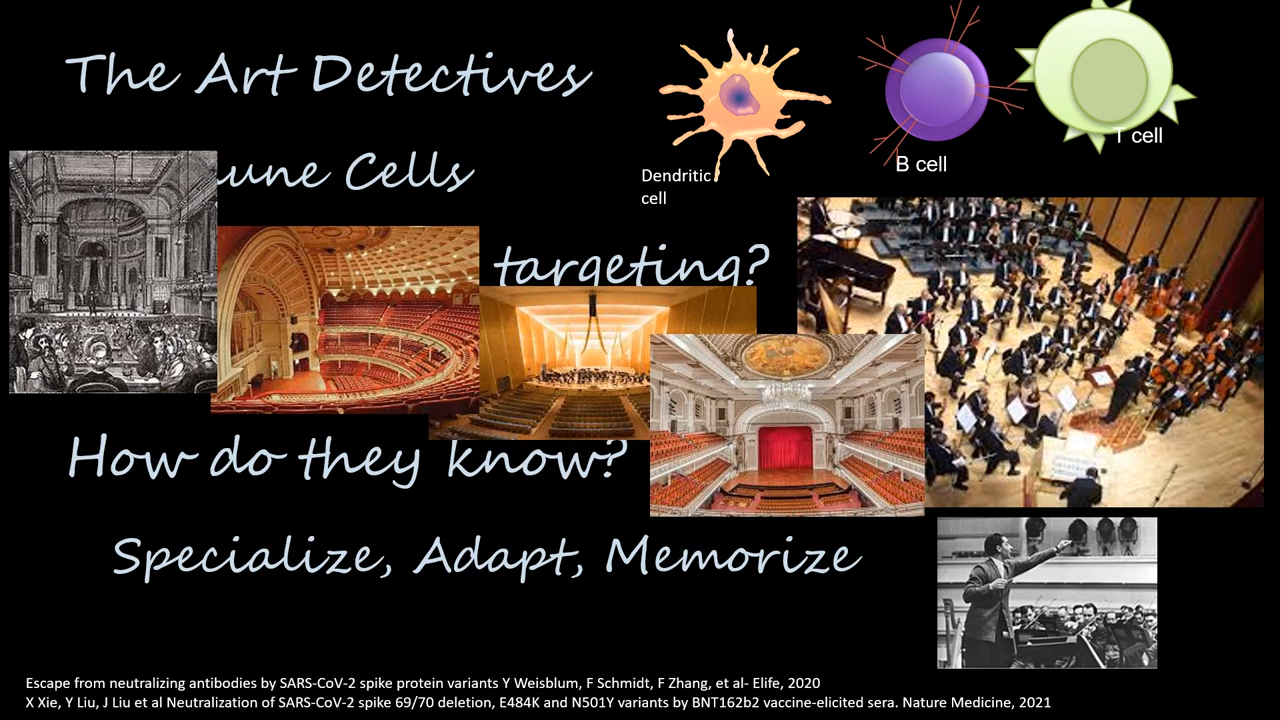 The Art Detectives
Dendritic
cell
B cell
T cell
Cells
targeting?
How do they know?
Specialize, Adapt, Memorize
Escape from neutralizing antibodies by SARS-CoV-2 spike protein variants Y Weisblum, F Schmidt, F Zhang, et al- Elife, 2020
X Xie, Y Liu, J Liu et al Neutralization of SARS-CoV-2 spike 69/70 deletion, E484K and N501Y variants by BNT162b2 vaccine-elicited sera. Nature Medicine, 2021